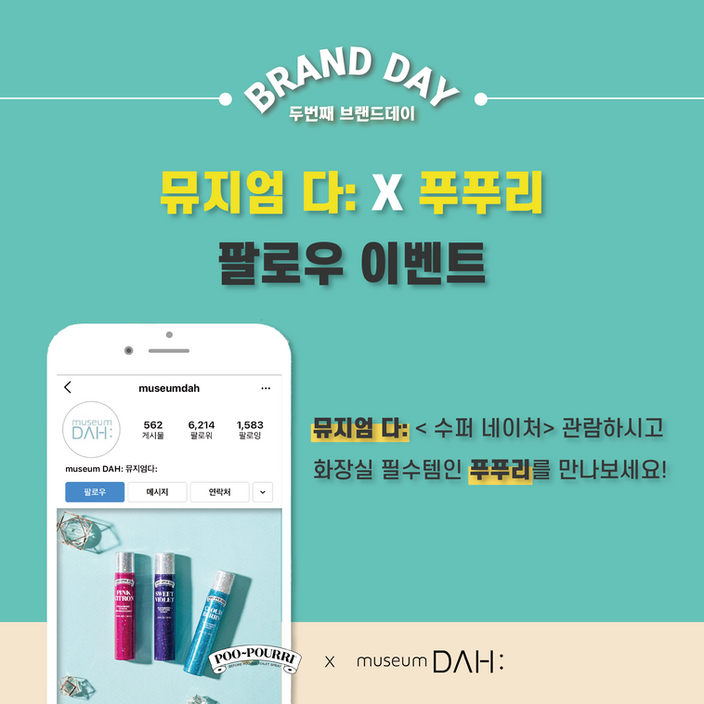 BRAND DAY
두번째 브랜드데이
뮤지엄 다: X 푸푸리
팔로우 이벤트
museumdah
museum
DAH:
562
게시물
6,214
팔로워
1,583
팔로잉
museum DAH: 뮤지엄다:
팔로우
메시지
연락처
뮤지엄 다: < 수퍼 네이처> 관람하시고
화장실 필수템인 푸푸리를 만나보세요!
PINK
CITRON
SWEET
VIOLET
POO~POURRI
x museum DAH: